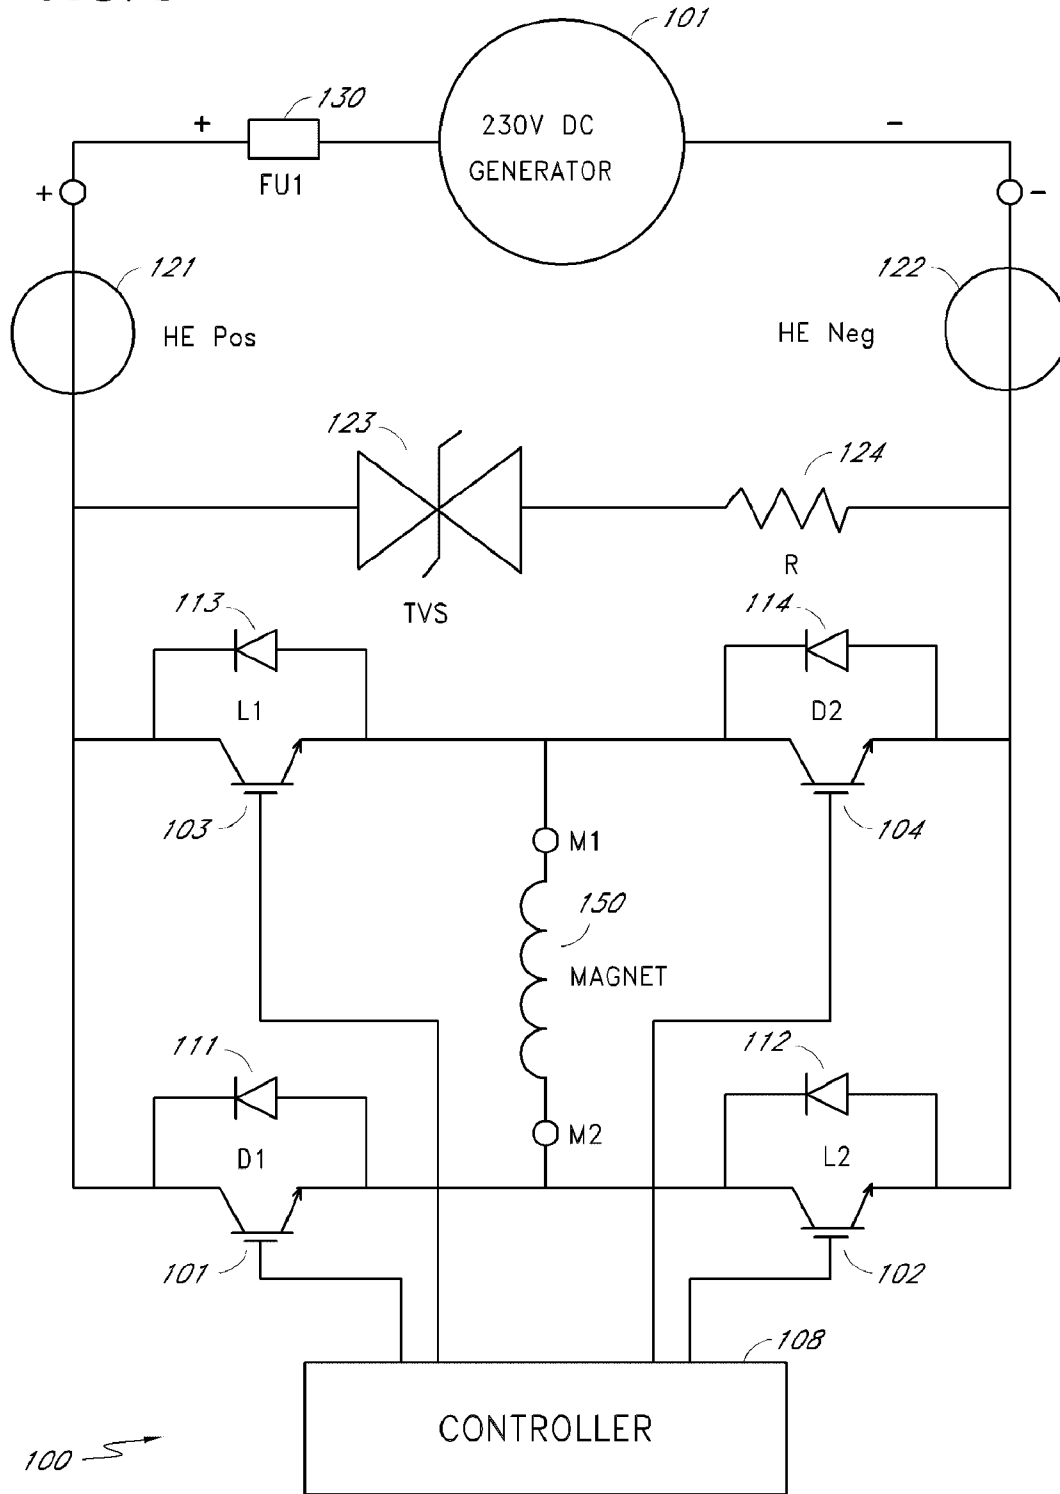 101
130
+
230V DC
GENERATOR
-
FU1
+
-
121
122
HE Pos
HE Neg
123
124
R
TVS
113
114
L1
D2
103
104
M1
150
MAGNET
111
112
M2
D1
L2
101
102
108
CONTROLLER
100